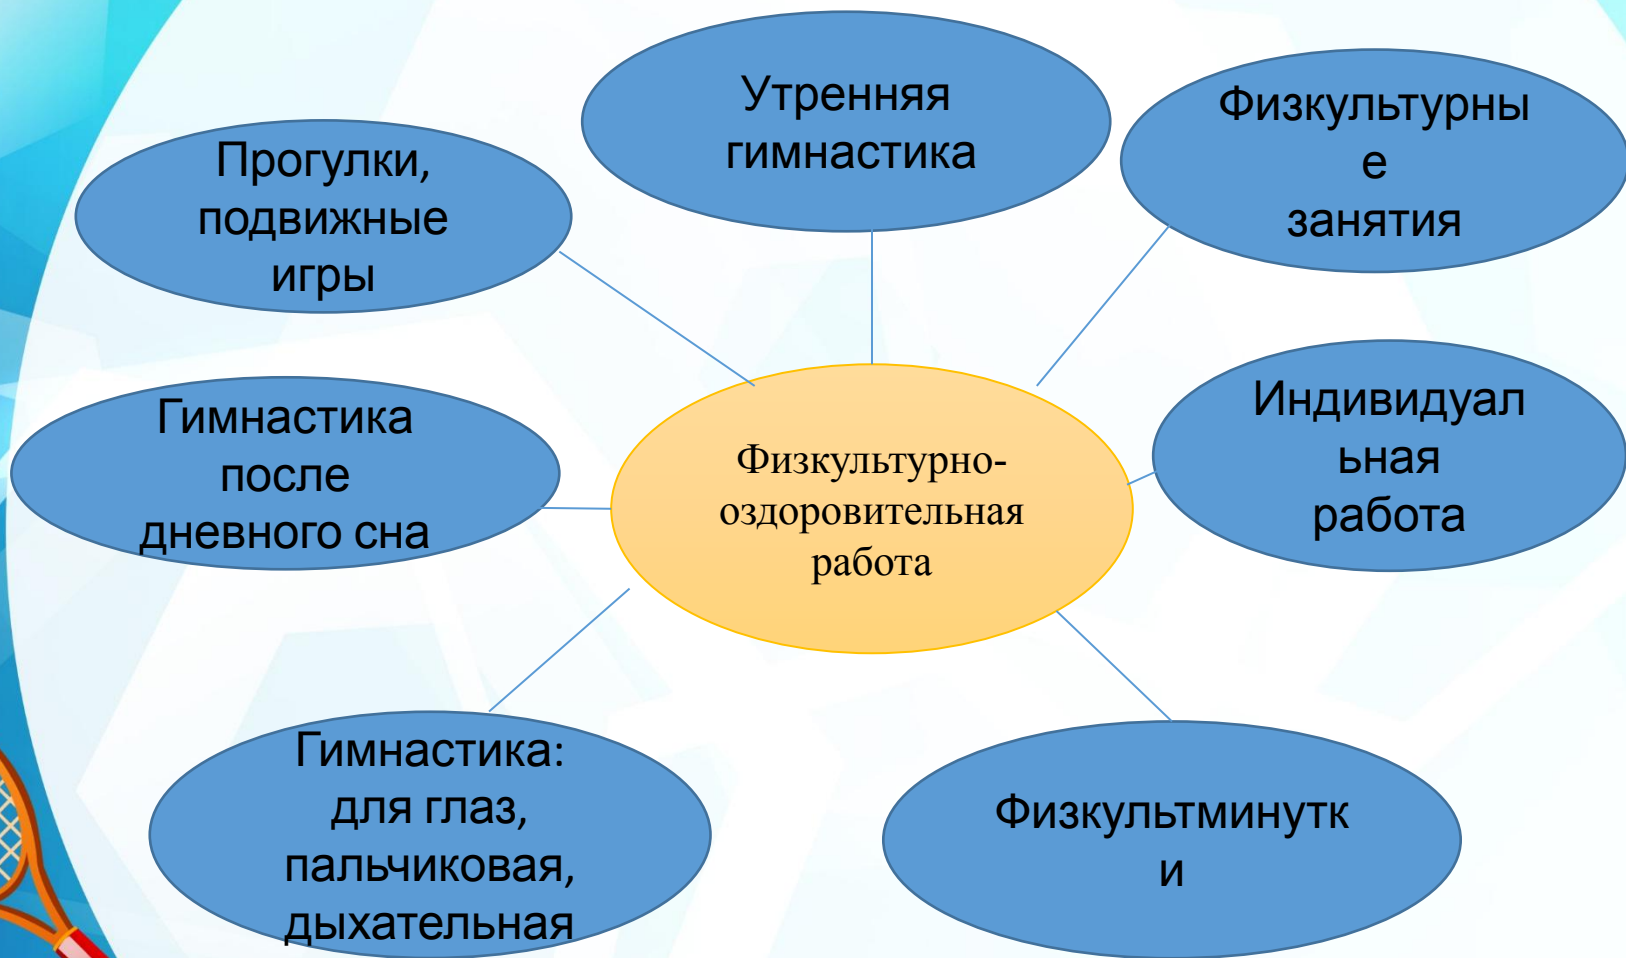 Утренняя
гимнастика
Физкультурны
е
занятия
Прогулки,
подвижные
игры
Индивидуал
ьная
работа
Гимнастика
после
дневного сна
Физкультурно-
оздоровительная
работа
Гимнастика:
для глаз,
пальчиковая,
дыхательная
Физкультминутк
и